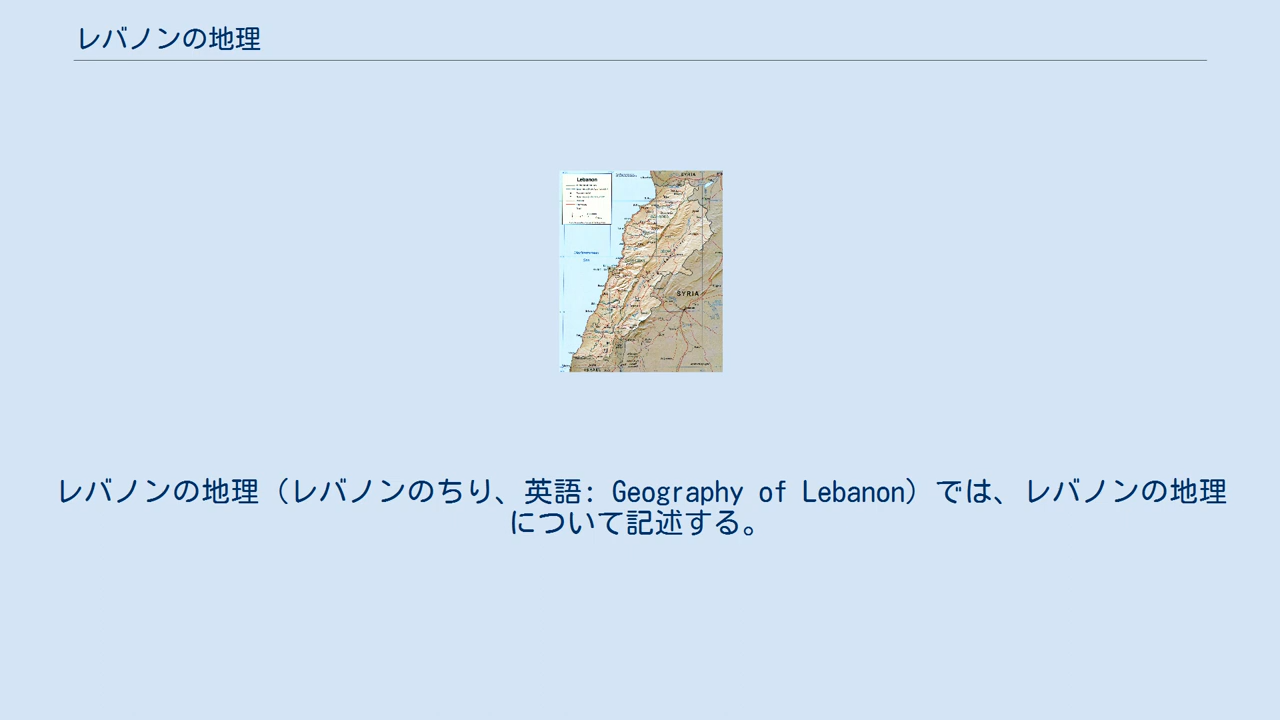 レバノンの地理
Lebanon
SYRIA
SYRIA
レバノンの地理（レバノンのちり、英語: Geography of Lebanon）では、レバノンの地理
について記述する。